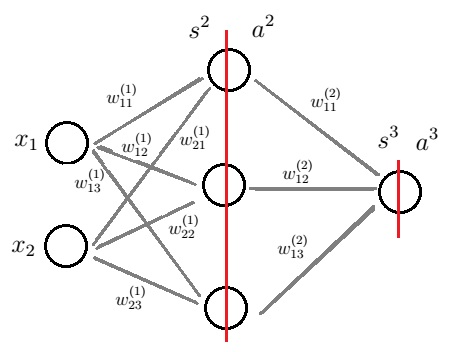 s² a²
w₁₁⁽¹⁾
w₁₁⁽²⁾
x₁ w₁₂⁽¹⁾ w₂₁⁽¹⁾ s³ a³
w₁₃⁽¹⁾ w₁₂⁽²⁾
w₂₂⁽¹⁾
x₂ w₁₃⁽²⁾
w₂₃⁽¹⁾